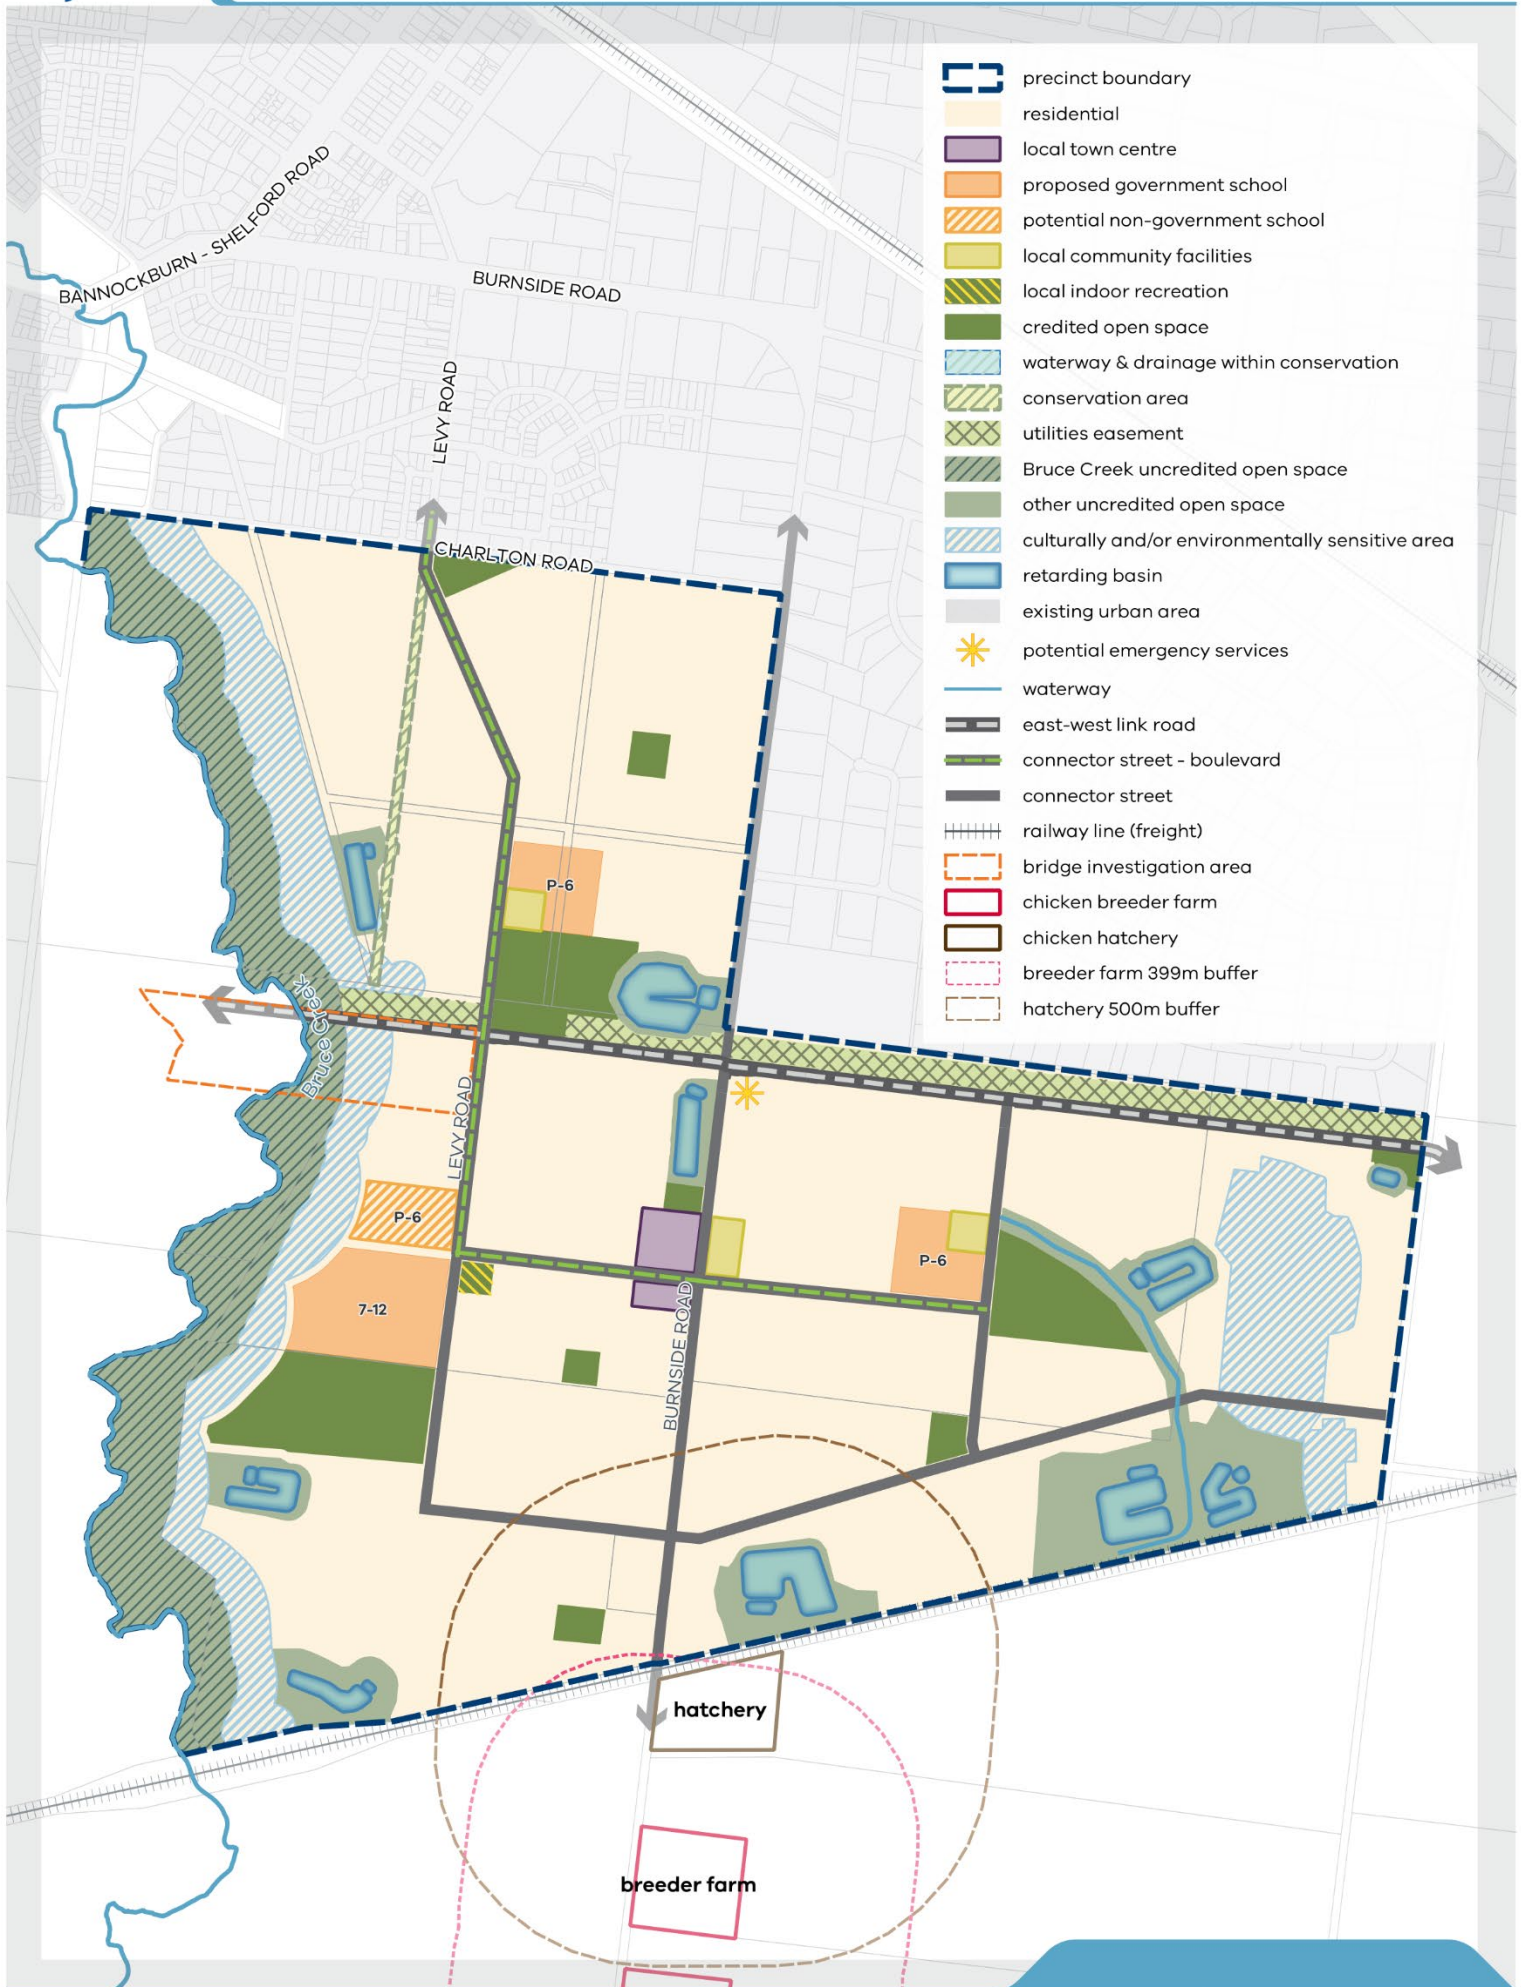 precinct boundary
residential
local town centre
proposed government school
potential non-government school
local community facilities
local indoor recreation
credited open space
waterway & drainage within conservation
conservation area
utilities easement
Bruce Creek uncredited open space
other uncredited open space
culturally and/or environmentally sensitive area
retarding basin
existing urban area
potential emergency services
waterway
east-west link road
connector street - boulevard
connector street
railway line (freight)
bridge investigation area
chicken breeder farm
chicken hatchery
breeder farm 399m buffer
hatchery 500m buffer
BANNOCKBURN - SHELFORD ROAD
BURNSIDE ROAD
LEVY ROAD
CHARLTON ROAD
P-6
Bruce Creek
LEVY ROAD
P-6
P-6
7-12
BURNSIDE ROAD
hatchery
breeder farm